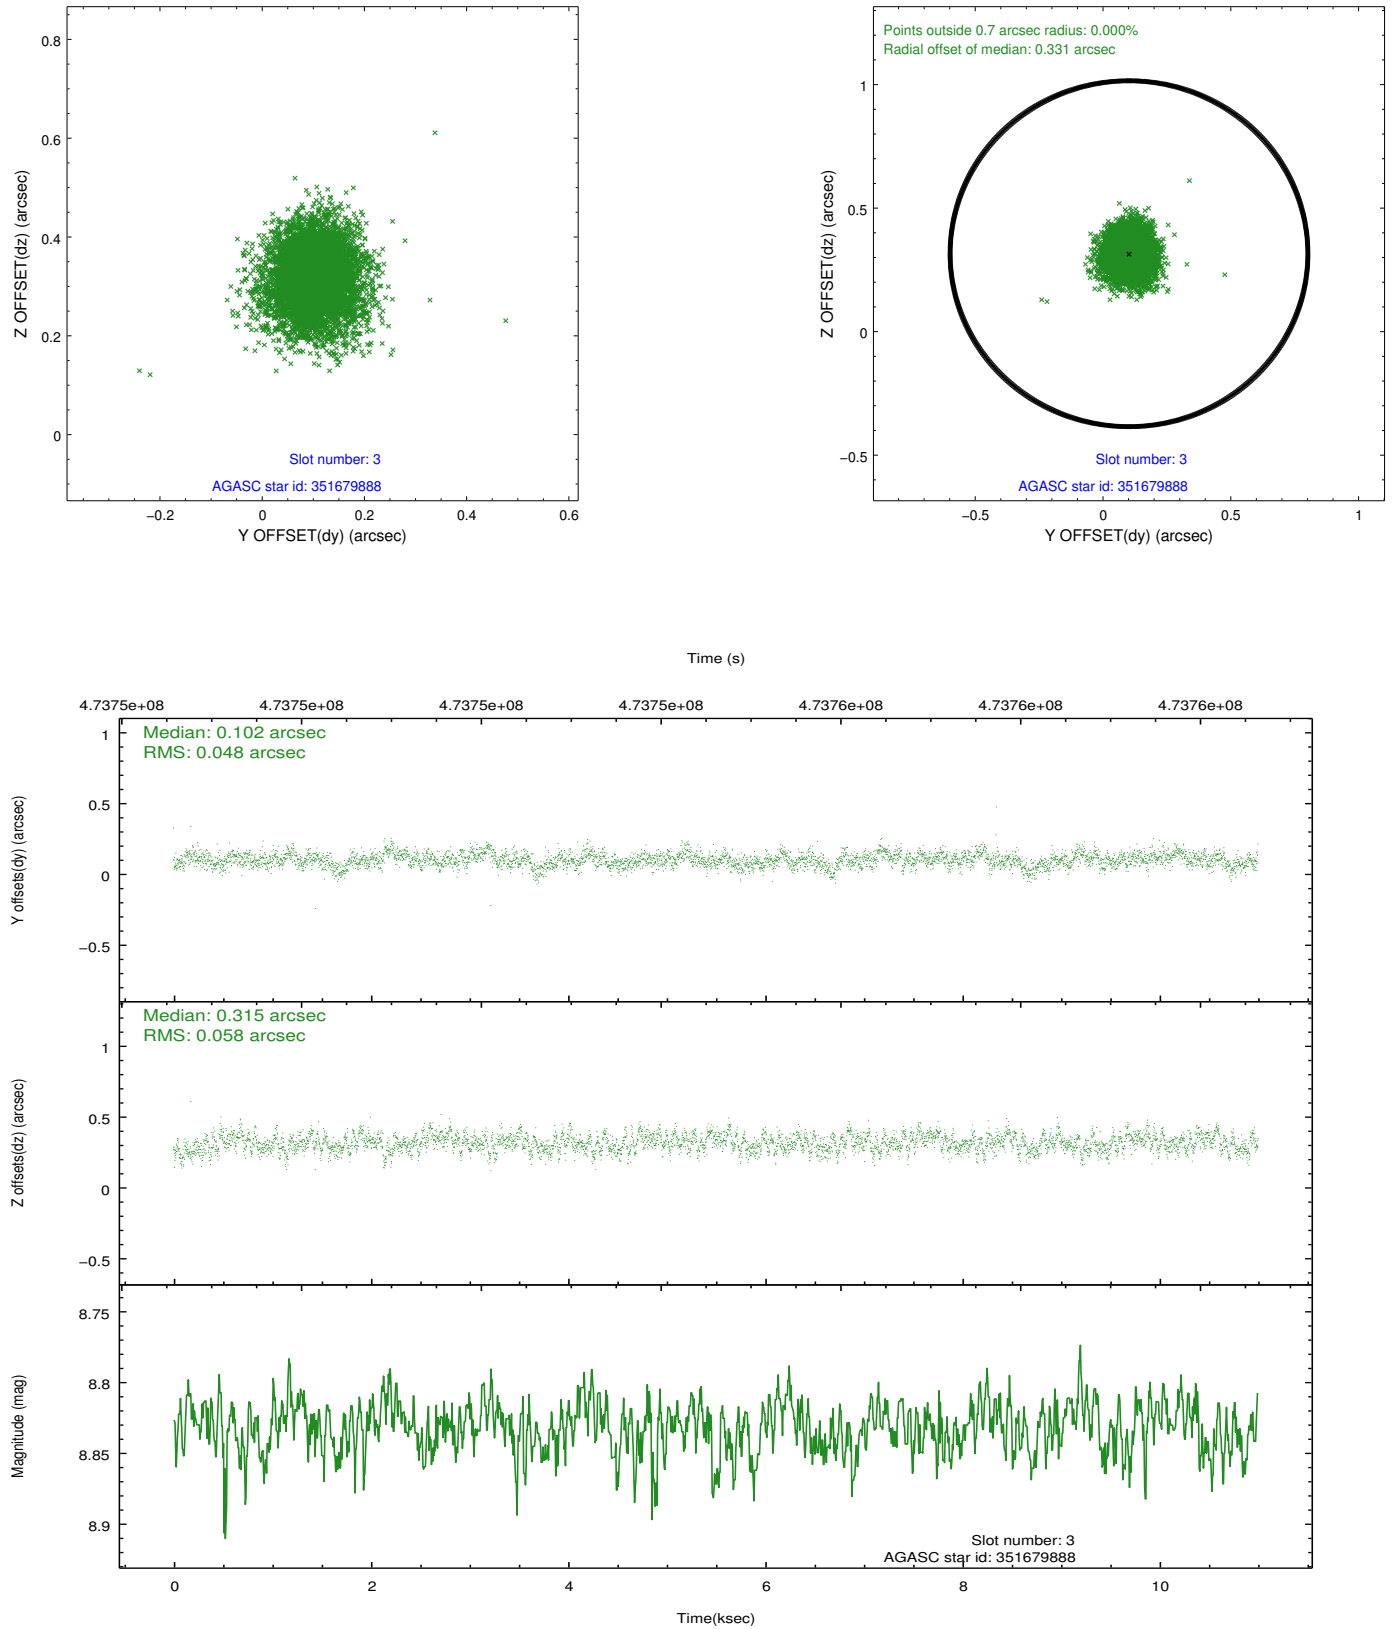 0.8
0.6
0.4
0.2
0
Z OFFSET(dz) (arcsec)
Slot number: 3
AGASC star id: 351679888
−0.2 0 0.2 0.4 0.6
Y OFFSET(dy) (arcsec)
Points outside 0.7 arcsec radius: 0.000%
Radial offset of median: 0.331 arcsec
1
0.5
0
−0.5
Z OFFSET(dz) (arcsec)
Slot number: 3
AGASC star id: 351679888
−0.5 0 0.5 1
Y OFFSET(dy) (arcsec)
Time (s)
4.7375e+08 4.7375e+08 4.7375e+08 4.7375e+08 4.7376e+08 4.7376e+08 4.7376e+08
Median: 0.102 arcsec
RMS: 0.048 arcsec
1
0.5
0
−0.5
Y offsets(dy) (arcsec)
Median: 0.315 arcsec
RMS: 0.058 arcsec
1
0.5
0
−0.5
Z offsets(dz) (arcsec)
8.75
8.8
8.85
8.9
Magnitude (mag)
Slot number: 3
AGASC star id: 351679888
0 2 4 6 8 10
Time(ksec)